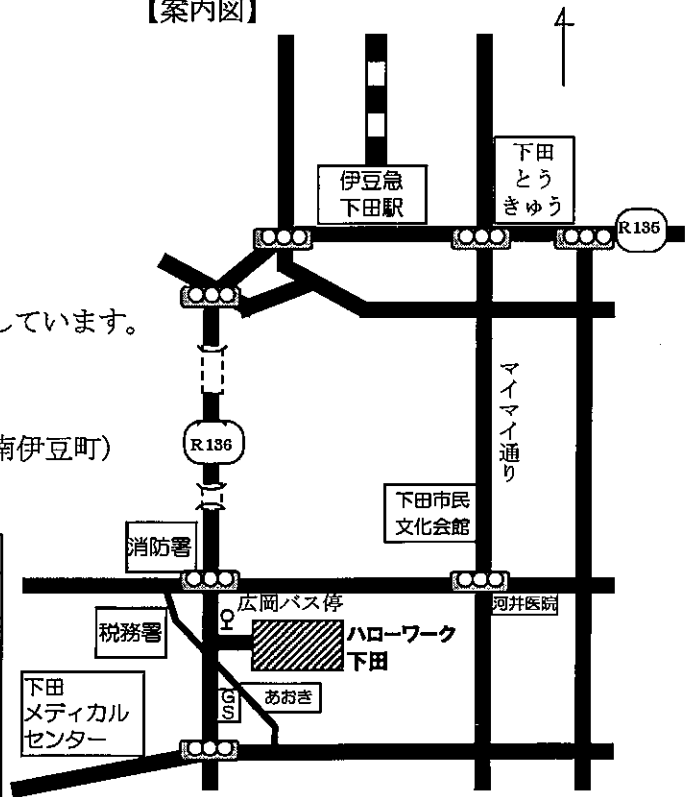 【案内図】
4
伊豆急
下田駅
下田
とう
きゅう
R135
しています。
マイマイ通り
南伊豆町)
R136
下田市民
文化会館
消防署
広岡バス停
河井医院
税務署
ハローワーク
下田
GS
あおき
下田
メディカル
センター